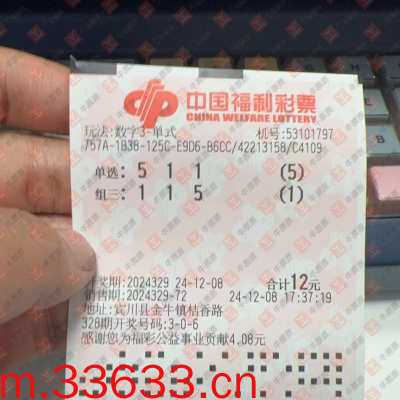 中国福利彩票
CHINA WELFARE LOTTERY
玩法:数字3-单式 机号:53101797
757A-1838-125C-E9D6-B6CC/42213158/C4109
单选: 5 1 1 (5)
组三: 1 1 5 (1)
开奖期:2024329 24-12-08 合计12元
销售期:2024329-72 24-12-08 17:37:19
地址:宾川县金牛镇桔香路
328期开奖号码:3-0-6
感谢您为福彩公益事业贡献4.08元
m.33633.cn